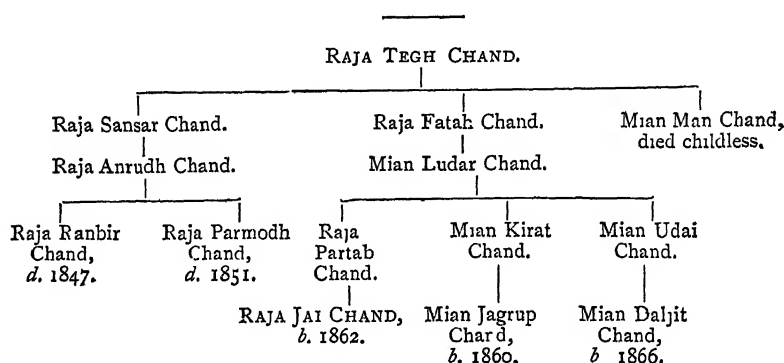 RAJA TEGH CHAND.
Raja Sansar Chand. Raja Fatah Chand. Mian Man Chand,
died childless.
Raja Anrudh Chand. Mian Ludar Chand.
Raja Ranbir Raja Parmodh Raja Mian Kirat Mian Udai
Chand, Chand, Partab Chand. Chand.
d. 1847. d. 1851. Chand.
RAJA JAI CHAND, Mian Jagrup Mian Daljit
b. 1862. Char d, Chand,
b. 1860. b 1866.